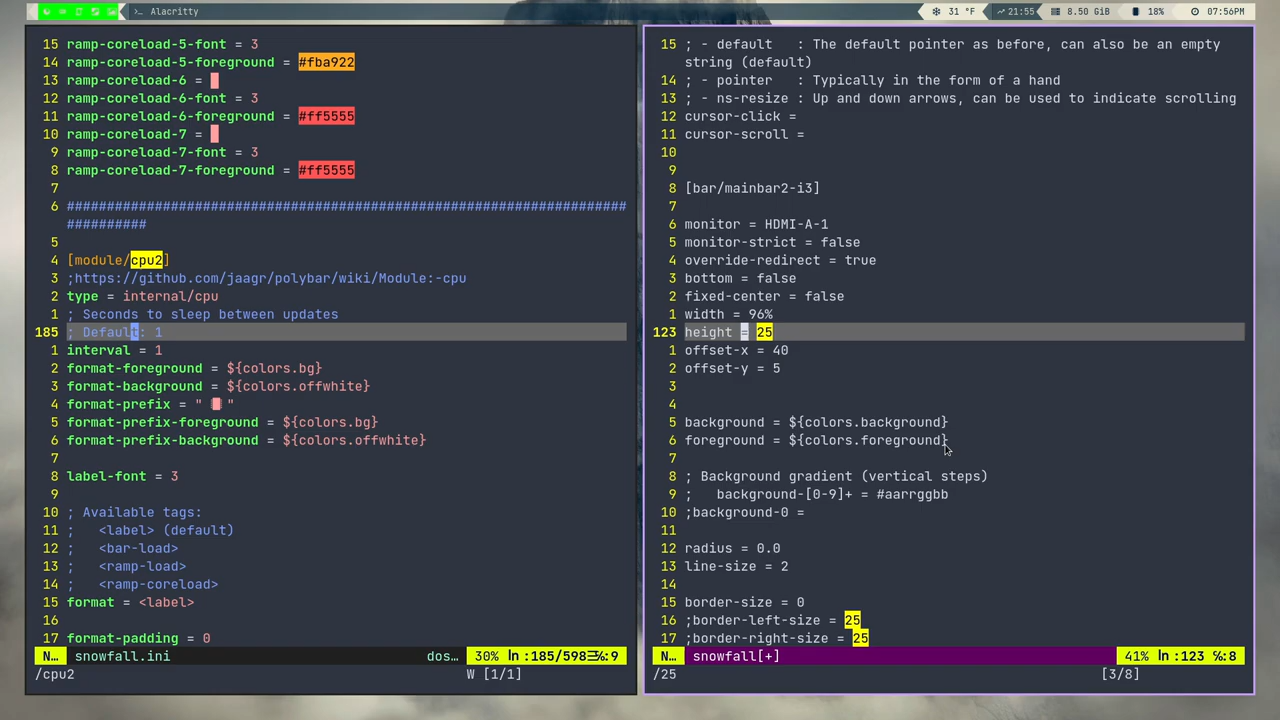 >_ Alacritty
31 °F
21:55
8.50 GiB
18%
07:56PM
15 ramp-coreload-5-font = 3
14 ramp-coreload-5-foreground = #fba922
13 ramp-coreload-6 =
12 ramp-coreload-6-font = 3
11 ramp-coreload-6-foreground = #ff5555
10 ramp-coreload-7 =
9 ramp-coreload-7-font = 3
8 ramp-coreload-7-foreground = #ff5555
7
6 ######################################################################
##########
5
4 [module/cpu2]
3 ;https://github.com/jaagr/polybar/wiki/Module:-cpu
2 type = internal/cpu
1 ; Seconds to sleep between updates
185 ; Default: 1
1 interval = 1
2 format-foreground = ${colors.bg}
3 format-background = ${colors.offwhite}
4 format-prefix = " "
5 format-prefix-foreground = ${colors.bg}
6 format-prefix-background = ${colors.offwhite}
7
8 label-font = 3
9
10 ; Available tags:
11 ;   <label> (default)
12 ;   <bar-load>
13 ;   <ramp-load>
14 ;   <ramp-coreload>
15 format = <label>
16
17 format-padding = 0
N… snowfall.ini dos… 30% ln :185/598☰℅:9
/cpu2 W [1/1]
15 ; - default   : The default pointer as before, can also be an empty
string (default)
14 ; - pointer   : Typically in the form of a hand
13 ; - ns-resize : Up and down arrows, can be used to indicate scrolling
12 cursor-click =
11 cursor-scroll =
10
9
8 [bar/mainbar2-i3]
7
6 monitor = HDMI-A-1
5 monitor-strict = false
4 override-redirect = true
3 bottom = false
2 fixed-center = false
1 width = 96%
123 height = 25
1 offset-x = 40
2 offset-y = 5
3
4
5 background = ${colors.background}
6 foreground = ${colors.foreground}
7
8 ; Background gradient (vertical steps)
9 ;   background-[0-9]+ = #aarrggbb
10 ;background-0 =
11
12 radius = 0.0
13 line-size = 2
14
15 border-size = 0
16 ;border-left-size = 25
17 ;border-right-size = 25
N… snowfall[+] 41% ln :123 ℅:8
/25 [3/8]